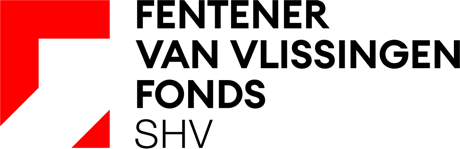 FENTENER
VAN VLISSINGEN
FONDS
SHV